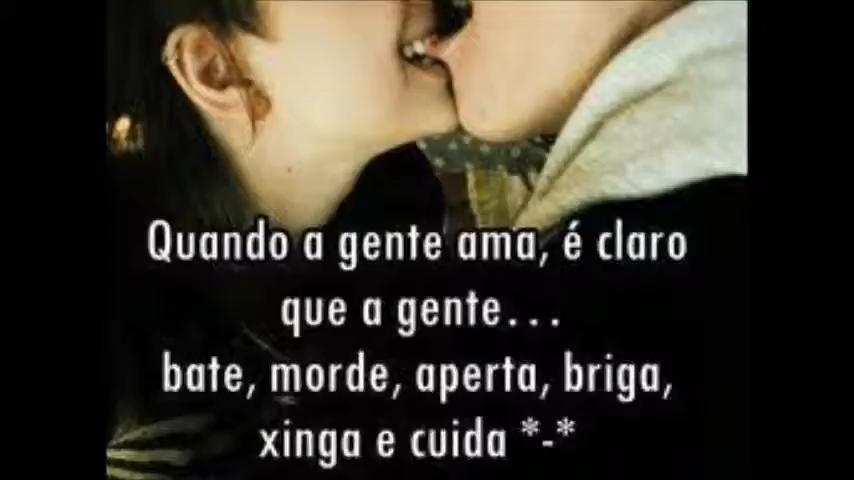 Quando a gente ama, é claro
que a gente...
bate, morde, aperta, briga,
xinga e cuida *-*